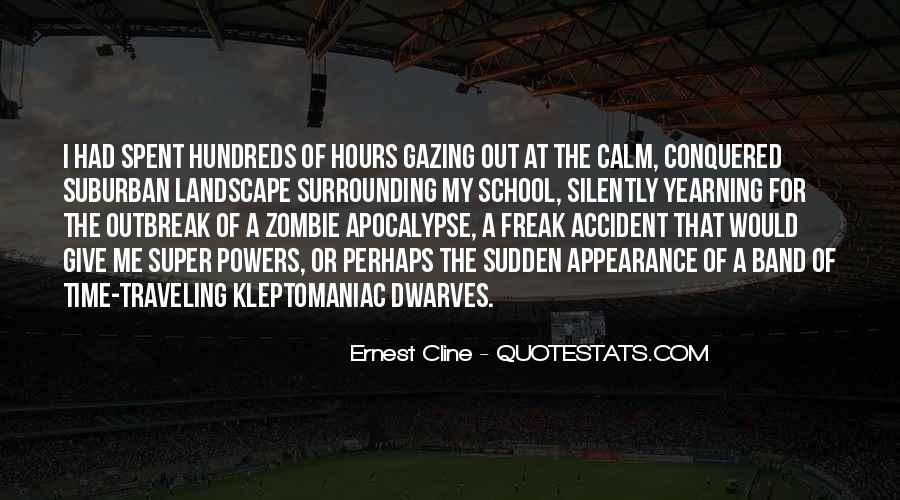 I HAD SPENT HUNDREDS OF HOURS GAZING OUT AT THE CALM, CONQUERED
SUBURBAN LANDSCAPE SURROUNDING MY SCHOOL, SILENTLY YEARNING FOR
THE OUTBREAK OF A ZOMBIE APOCALYPSE, A FREAK ACCIDENT THAT WOULD
GIVE ME SUPER POWERS, OR PERHAPS THE SUDDEN APPEARANCE OF A BAND OF
TIME-TRAVELING KLEPTOMANIAC DWARVES.
Ernest Cline - QUOTESTATS.COM